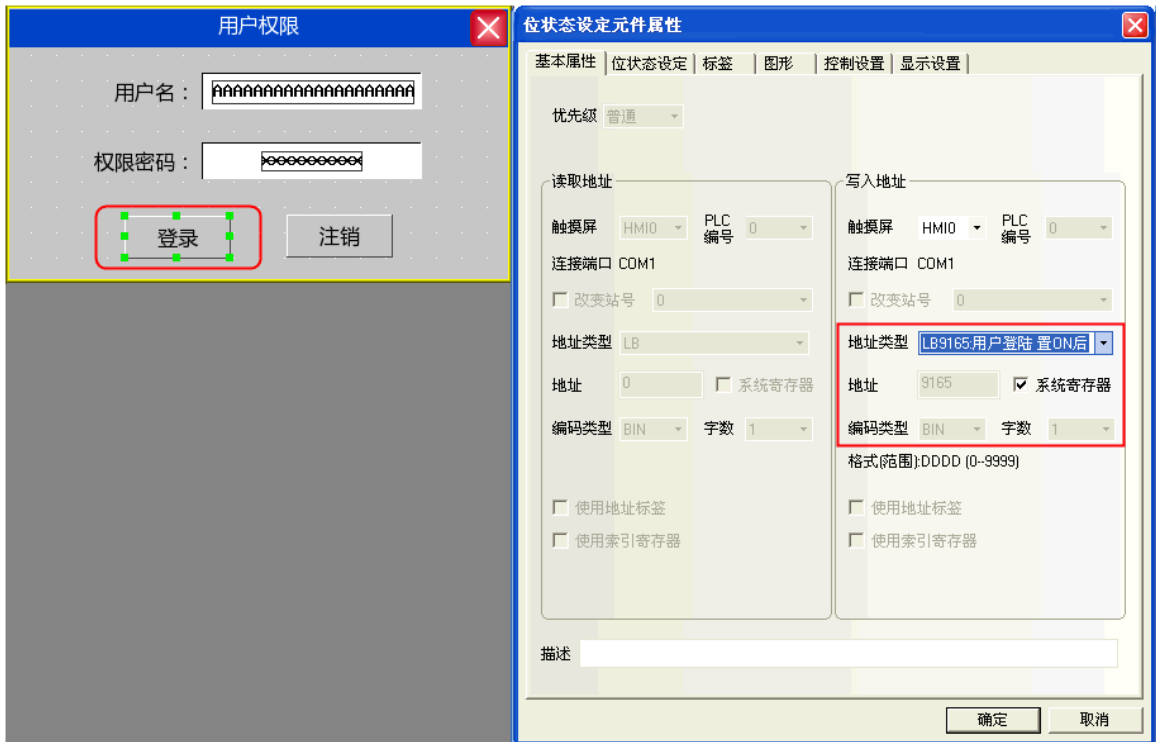 用户权限
用户名： AAAAAAAAAAAAAAAAAAAA
权限密码： **********
登录 注销
位状态设定元件属性
基本属性 位状态设定 标签 图形 控制设置 显示设置
优先级 普通
读取地址
触摸屏 HMI0 PLC编号 0
连接端口 COM1
改变站号 0
地址类型 LB
地址 0 系统寄存器
编码类型 BIN 字数 1
使用地址标签
使用索引寄存器
写入地址
触摸屏 HMI0 PLC编号 0
连接端口 COM1
改变站号 0
地址类型 LB9165:用户登陆 置ON后
地址 9165 系统寄存器
编码类型 BIN 字数 1
格式(范围):DDDD (0--9999)
使用地址标签
使用索引寄存器
描述
确定 取消